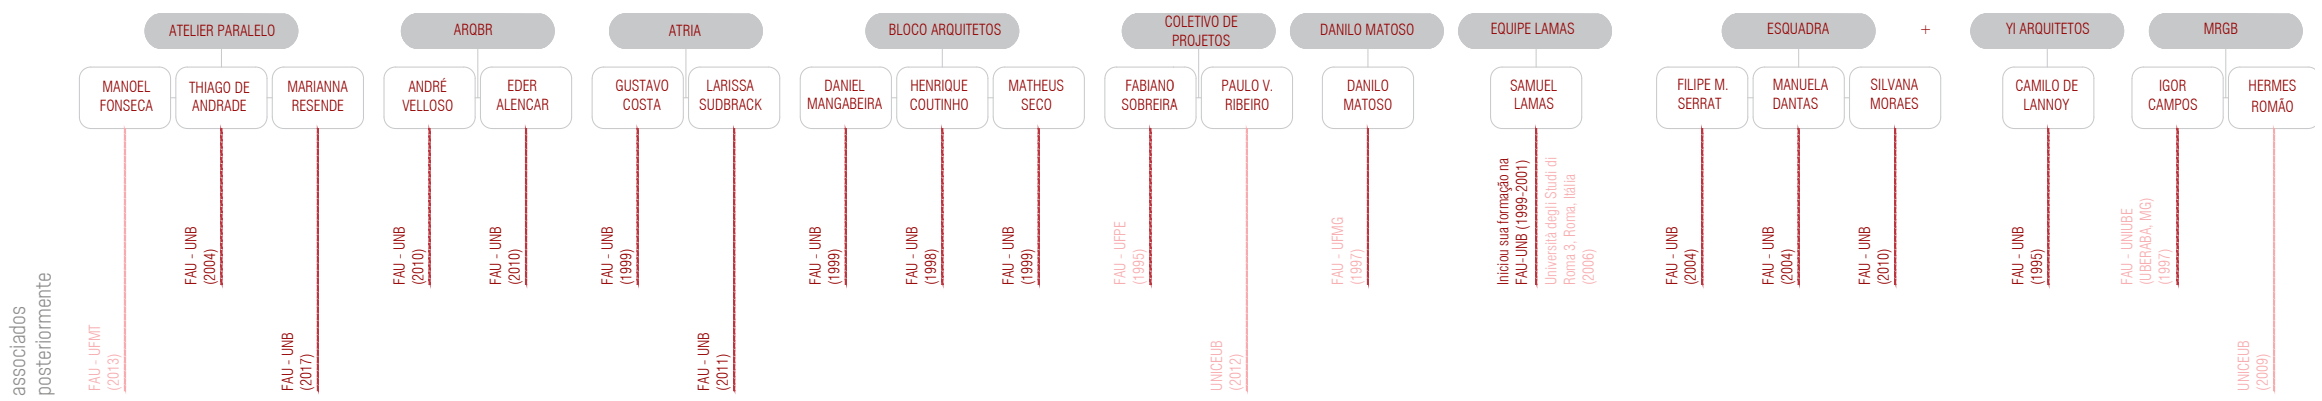 ATELIER PARALELO
ARQBR
ATRIA
BLOCO ARQUITETOS
COLETIVO DE
PROJETOS
DANILO MATOSO
EQUIPE LAMAS
ESQUADRA
+
YI ARQUITETOS
MRGB
MANOEL
FONSECA
THIAGO DE
ANDRADE
MARIANNA
RESENDE
ANDRÉ
VELLOSO
EDER
ALENCAR
GUSTAVO
COSTA
LARISSA
SUDBRACK
DANIEL
MANGABEIRA
HENRIQUE
COUTINHO
MATHEUS
SECO
FABIANO
SOBREIRA
PAULO V.
RIBEIRO
DANILO
MATOSO
SAMUEL
LAMAS
FILIPE M.
SERRAT
MANUELA
DANTAS
SILVANA
MORAES
CAMILO DE
LANNOY
IGOR
CAMPOS
HERMES
ROMÃO
associados
posteriormente
FAU - UFMT
(2013)
FAU - UNB
(2004)
FAU - UNB
(2017)
FAU - UNB
(2010)
FAU - UNB
(2010)
FAU - UNB
(1999)
FAU - UNB
(2011)
FAU - UNB
(1999)
FAU - UNB
(1998)
FAU - UNB
(1999)
FAU - UFPE
(1995)
UNICEUB
(2012)
FAU - UFMG
(1997)
Iniciou sua formação na
FAU-UNB (1999-2001)
Università degli Studi di
Roma 3, Roma, Itália
(2006)
FAU - UNB
(2004)
FAU - UNB
(2004)
FAU - UNB
(2010)
FAU - UNB
(1995)
FAU - UNIUBE
(UBERABA, MG)
(1997)
UNICEUB
(2009)